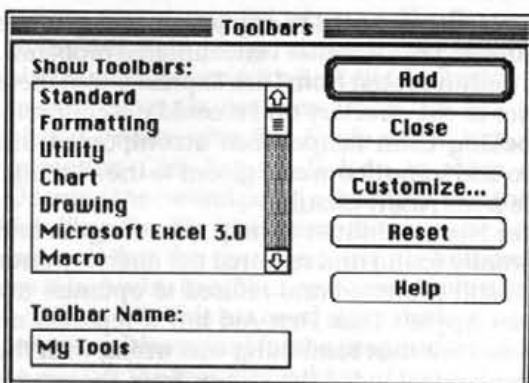 Toolbars
Show Toolbars:
Standard
Formatting
Utility
Chart
Drawing
Microsoft Excel 3.0
Macro
Toolbar Name:
My Tools
Add
Close
Customize...
Reset
Help